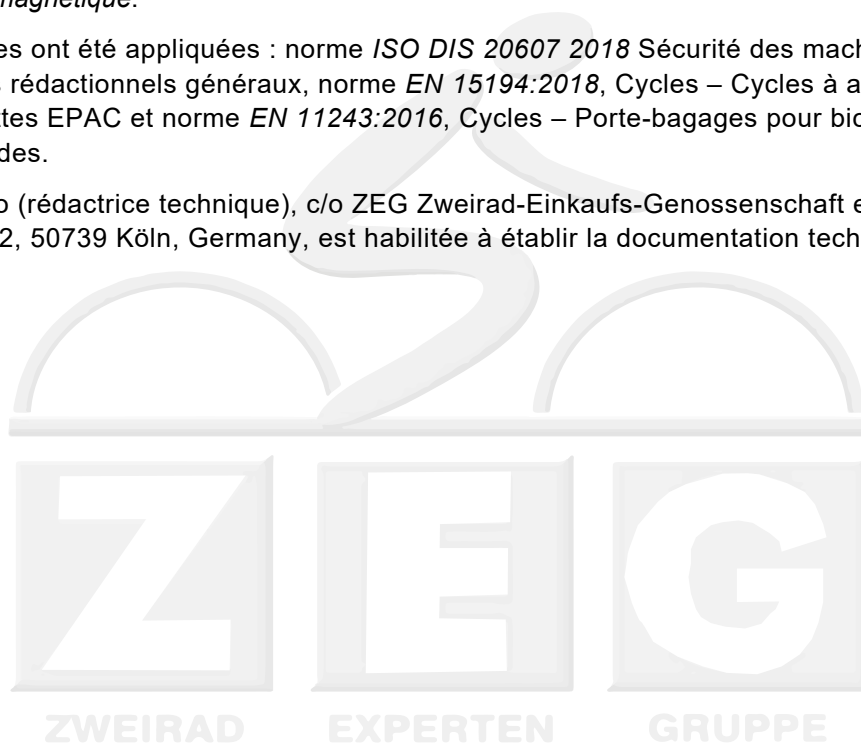 magnétique.
es ont été appliquées : norme ISO DIS 20607 2018 Sécurité des mach
s rédactionnels généraux, norme EN 15194:2018, Cycles – Cycles à a
ttes EPAC et norme EN 11243:2016, Cycles – Porte-bagages pour bic
des.
o (rédactrice technique), c/o ZEG Zweirad-Einkaufs-Genossenschaft e
2, 50739 Köln, Germany, est habilitée à établir la documentation tech
ZEG
ZWEIRAD EXPERTEN GRUPPE